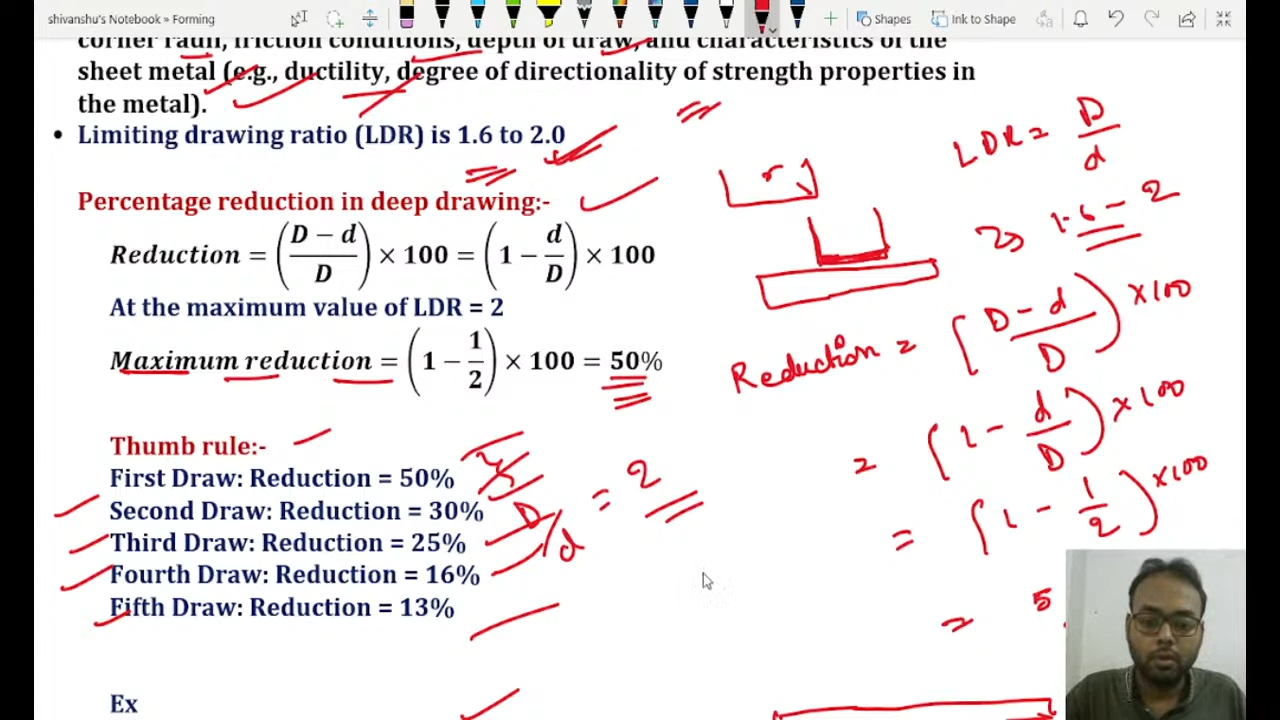 shivanshu's Notebook » Forming
Shapes
Ink to Shape
corner radii, friction conditions, depth of draw, and characteristics of the
sheet metal (e.g., ductility, degree of directionality of strength properties in
the metal).
• Limiting drawing ratio (LDR) is 1.6 to 2.0
Percentage reduction in deep drawing:-
Reduction = ((D − d)/D) × 100 = (1 − d/D) × 100
At the maximum value of LDR = 2
Maximum reduction = (1 − 1/2) × 100 = 50%
Thumb rule:-
First Draw: Reduction = 50%
Second Draw: Reduction = 30%
Third Draw: Reduction = 25%
Fourth Draw: Reduction = 16%
Fifth Draw: Reduction = 13%
Ex
D/d = 2
r
LDR = D/d
1.6 - 2
Reduction = (D - d / D) × 100
= (1 - d/D) × 100
= (1 - 1/2) × 100
= 5